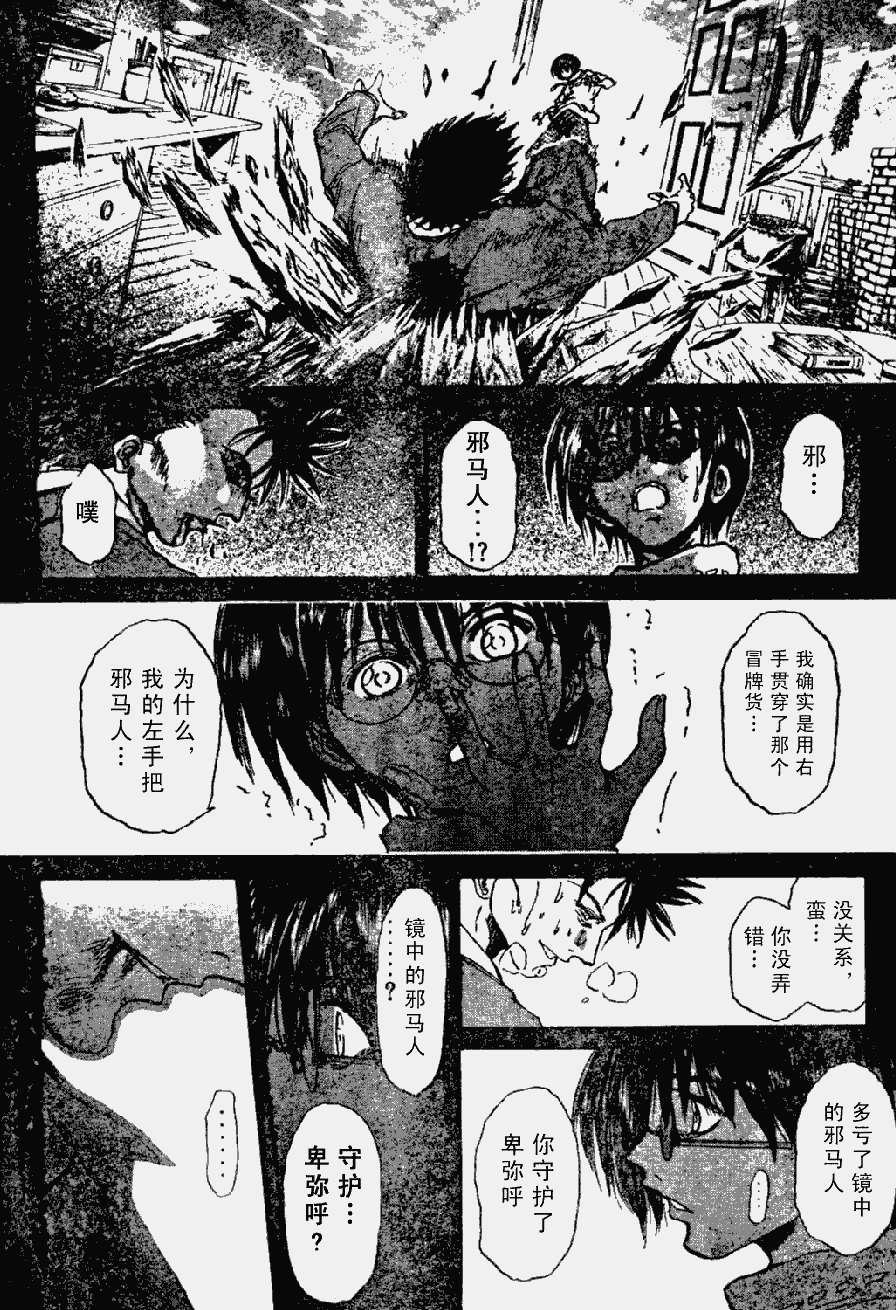 邪…
邪马人…!?
噗
我确实是用右
手贯穿了那个
冒牌货…
为什么，
我的左手把
邪马人…
没关系，
蛮…
你没弄
错…
多亏了镜中
的邪马人
……
你守护了
卑弥呼
镜中的邪马人
……?
守护…
卑弥呼?
……